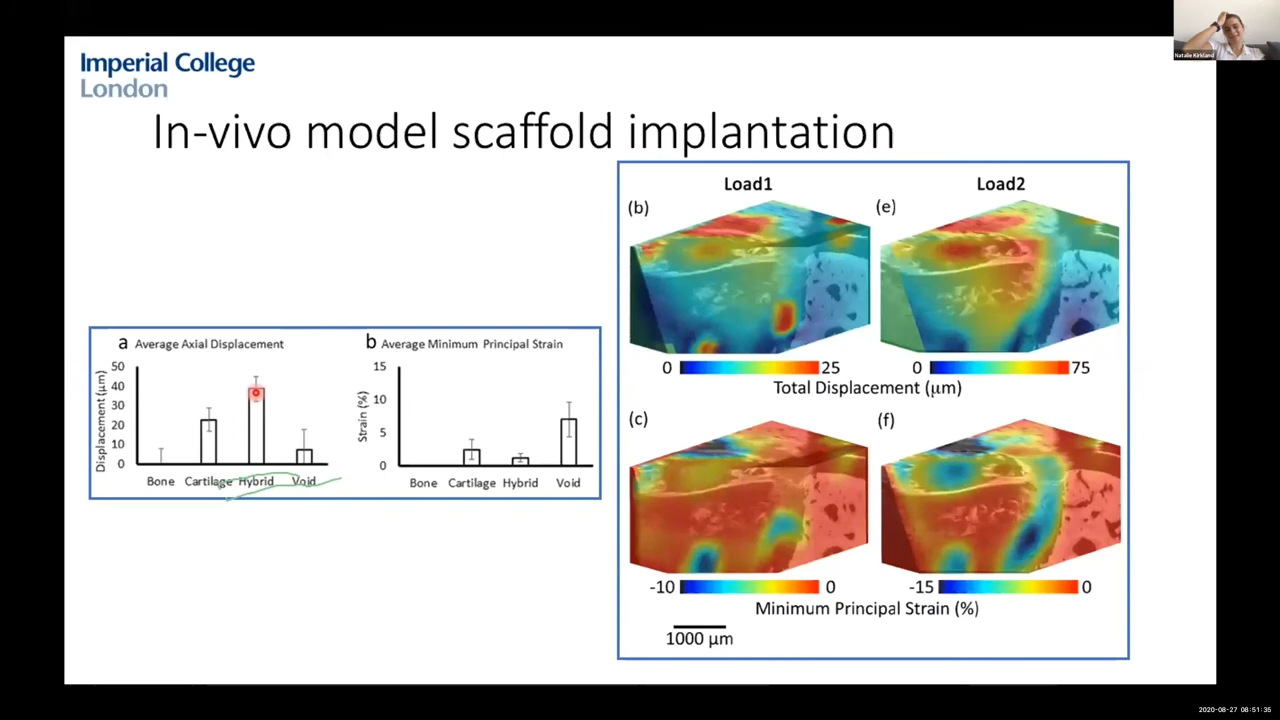 Natalie Kirkland
Imperial College
London
In-vivo model scaffold implantation
a Average Axial Displacement
Displacement (µm)
50
40
30
20
10
0
Bone Cartilage Hybrid Void
b Average Minimum Principal Strain
Strain (%)
15
10
5
0
Bone Cartilage Hybrid Void
Load1 Load2
(b) (e)
0 25 0 75
Total Displacement (µm)
(c) (f)
-10 0 -15 0
Minimum Principal Strain (%)
1000 µm
2020-08-27 08:51:35